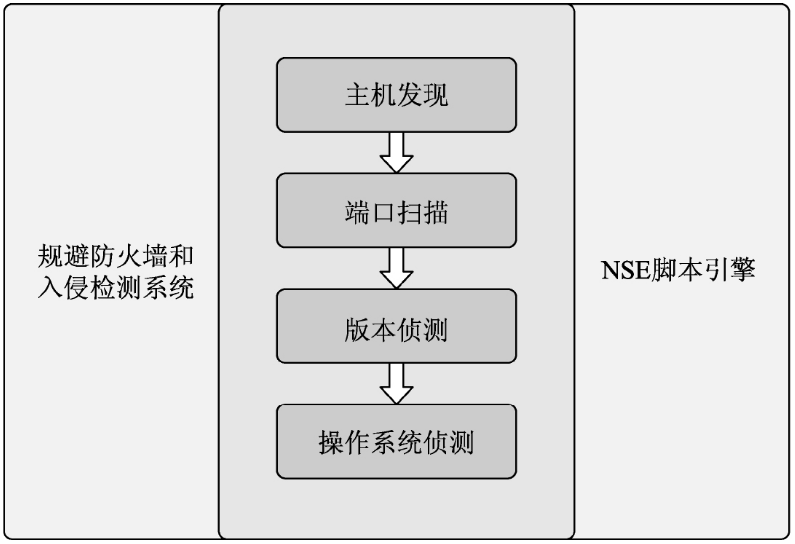 主机发现
端口扫描
规避防火墙和
入侵检测系统
NSE脚本引擎
版本侦测
操作系统侦测